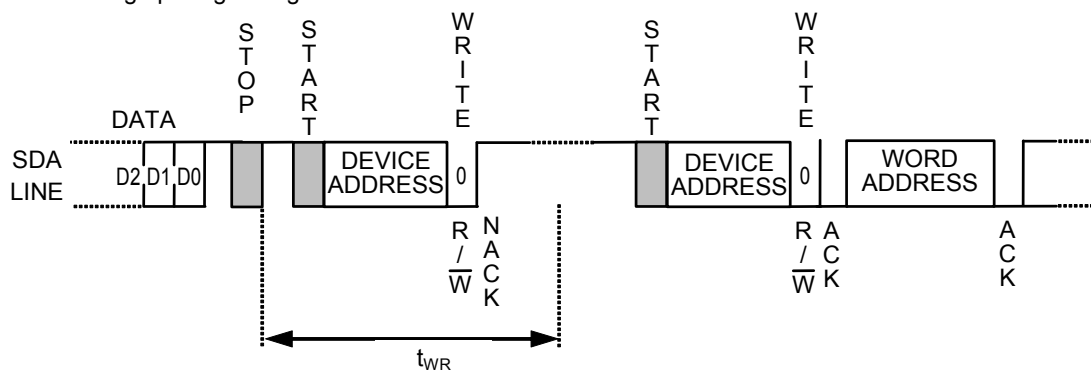 STOP
START
WRITE
START
WRITE
DATA
SDA
LINE
D2 D1 D0
DEVICE
ADDRESS
0
DEVICE
ADDRESS
0
WORD
ADDRESS
R/W̅
NACK
R/W̅
ACK
ACK
tWR